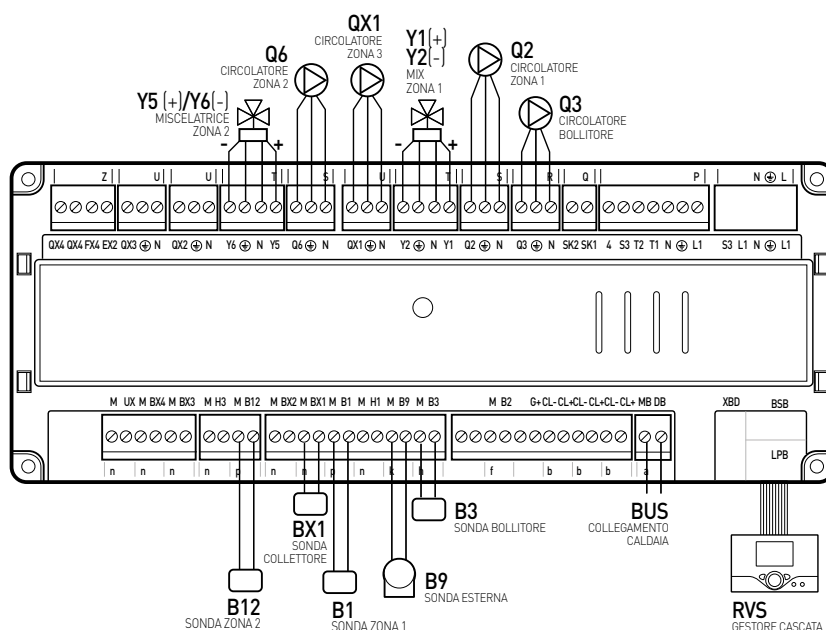 QX1
CIRCOLATORE
ZONA 3
Q6
CIRCOLATORE
ZONA 2
Y1(+)
Y2(-)
MIX
ZONA 1
Q2
CIRCOLATORE
ZONA 1
Q3
CIRCOLATORE
BOLLITORE
Y5 (+)/Y6(-)
MISCELATRICE
ZONA 2
- +
- +
Z U U T S U T S R Q P N L
QX4 QX4 FX4 EX2 QX3 N QX2 N Y6 N Y5 Q6 N QX1 N Y2 N Y1 Q2 N Q3 N SK2 SK1 4 S3 T2 T1 N L1 S3 L1 N L1
M UX M BX4 M BX3 M H3 M B12 M BX2 M BX1 M B1 M H1 M B9 M B3 M B2 G+ CL- CL+ CL- CL+ CL- CL+ MB DB XBD BSB
LPB
n n n n p n n p n k h f b b b a
BX1
SONDA
COLLETTORE
B3
SONDA BOLLITORE
BUS
COLLEGAMENTO
CALDAIA
B12
SONDA ZONA 2
B1
SONDA ZONA 1
B9
SONDA ESTERNA
RVS
GESTORE CASCATA